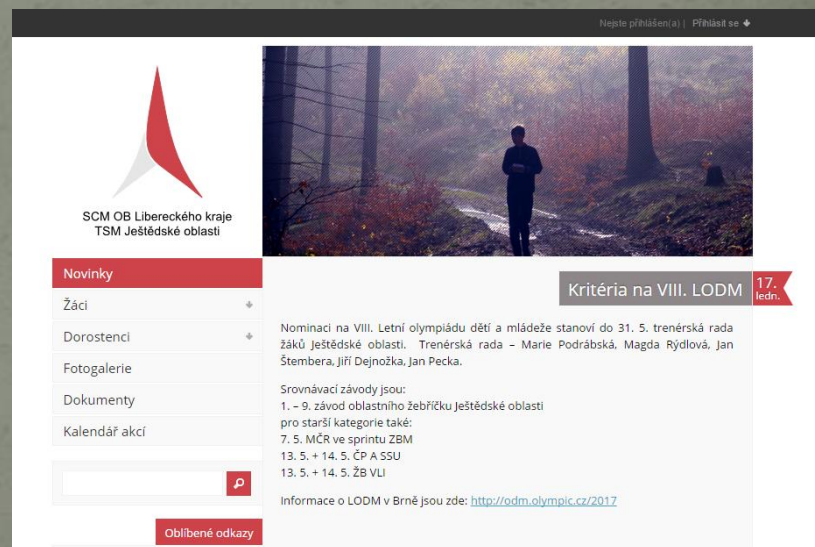 Nejste přihlášen(a) | Přihlásit se
SCM OB Libereckého kraje
TSM Ještědské oblasti
Novinky
Žáci
Dorostenci
Fotogalerie
Dokumenty
Kalendář akcí
Oblíbené odkazy
Kritéria na VIII. LODM
17.
ledn.
Nominaci na VIII. Letní olympiádu dětí a mládeže stanoví do 31. 5. trenérská rada
žáků Ještědské oblasti. Trenérská rada – Marie Podrábská, Magda Rýdlová, Jan
Štembera, Jiří Dejnožka, Jan Pecka.
Srovnávací závody jsou:
1. – 9. závod oblastního žebříčku Ještědské oblasti
pro starší kategorie také:
7. 5. MČR ve sprintu ZBM
13. 5. + 14. 5. ČP A SSU
13. 5. + 14. 5. ŽB VLI
Informace o LODM v Brně jsou zde: http://odm.olympic.cz/2017